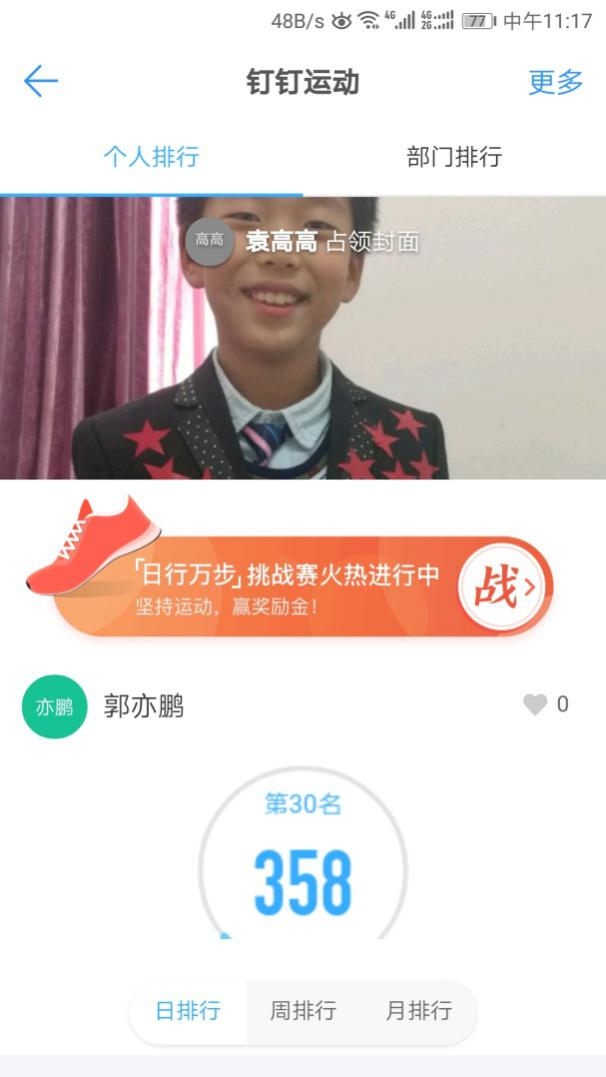 48B/s 4G 4G 2G 77 中午11:17
钉钉运动 更多
个人排行 部门排行
高高 袁高高 占领封面
「日行万步」挑战赛火热进行中
坚持运动，赢奖励金！
战
亦鹏 郭亦鹏 0
第30名
358
日排行 周排行 月排行